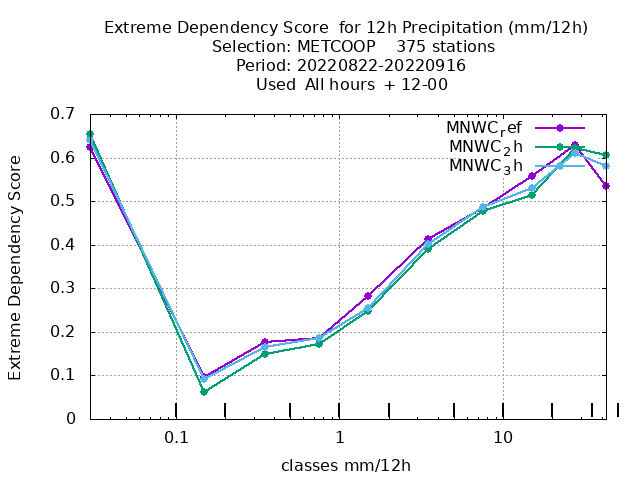 Extreme Dependency Score  for 12h Precipitation (mm/12h)
Selection: METCOOP    375 stations
Period: 20220822-20220916
Used  All hours  + 12-00
0.7
0.6
0.5
0.4
0.3
0.2
0.1
0
Extreme Dependency Score
MNWC_ref
MNWC_2h
MNWC_3h
0.1
1
10
classes mm/12h